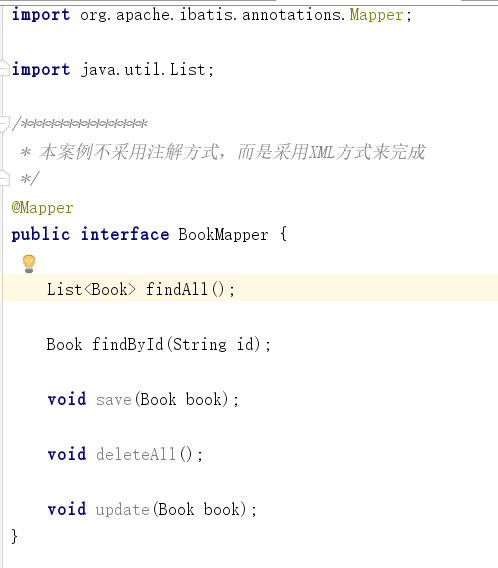 import org.apache.ibatis.annotations.Mapper;
import java.util.List;
/**************
* 本案例不采用注解方式，而是采用XML方式来完成
*/
@Mapper
public interface BookMapper {
List<Book> findAll();
Book findById(String id);
void save(Book book);
void deleteAll();
void update(Book book);
}